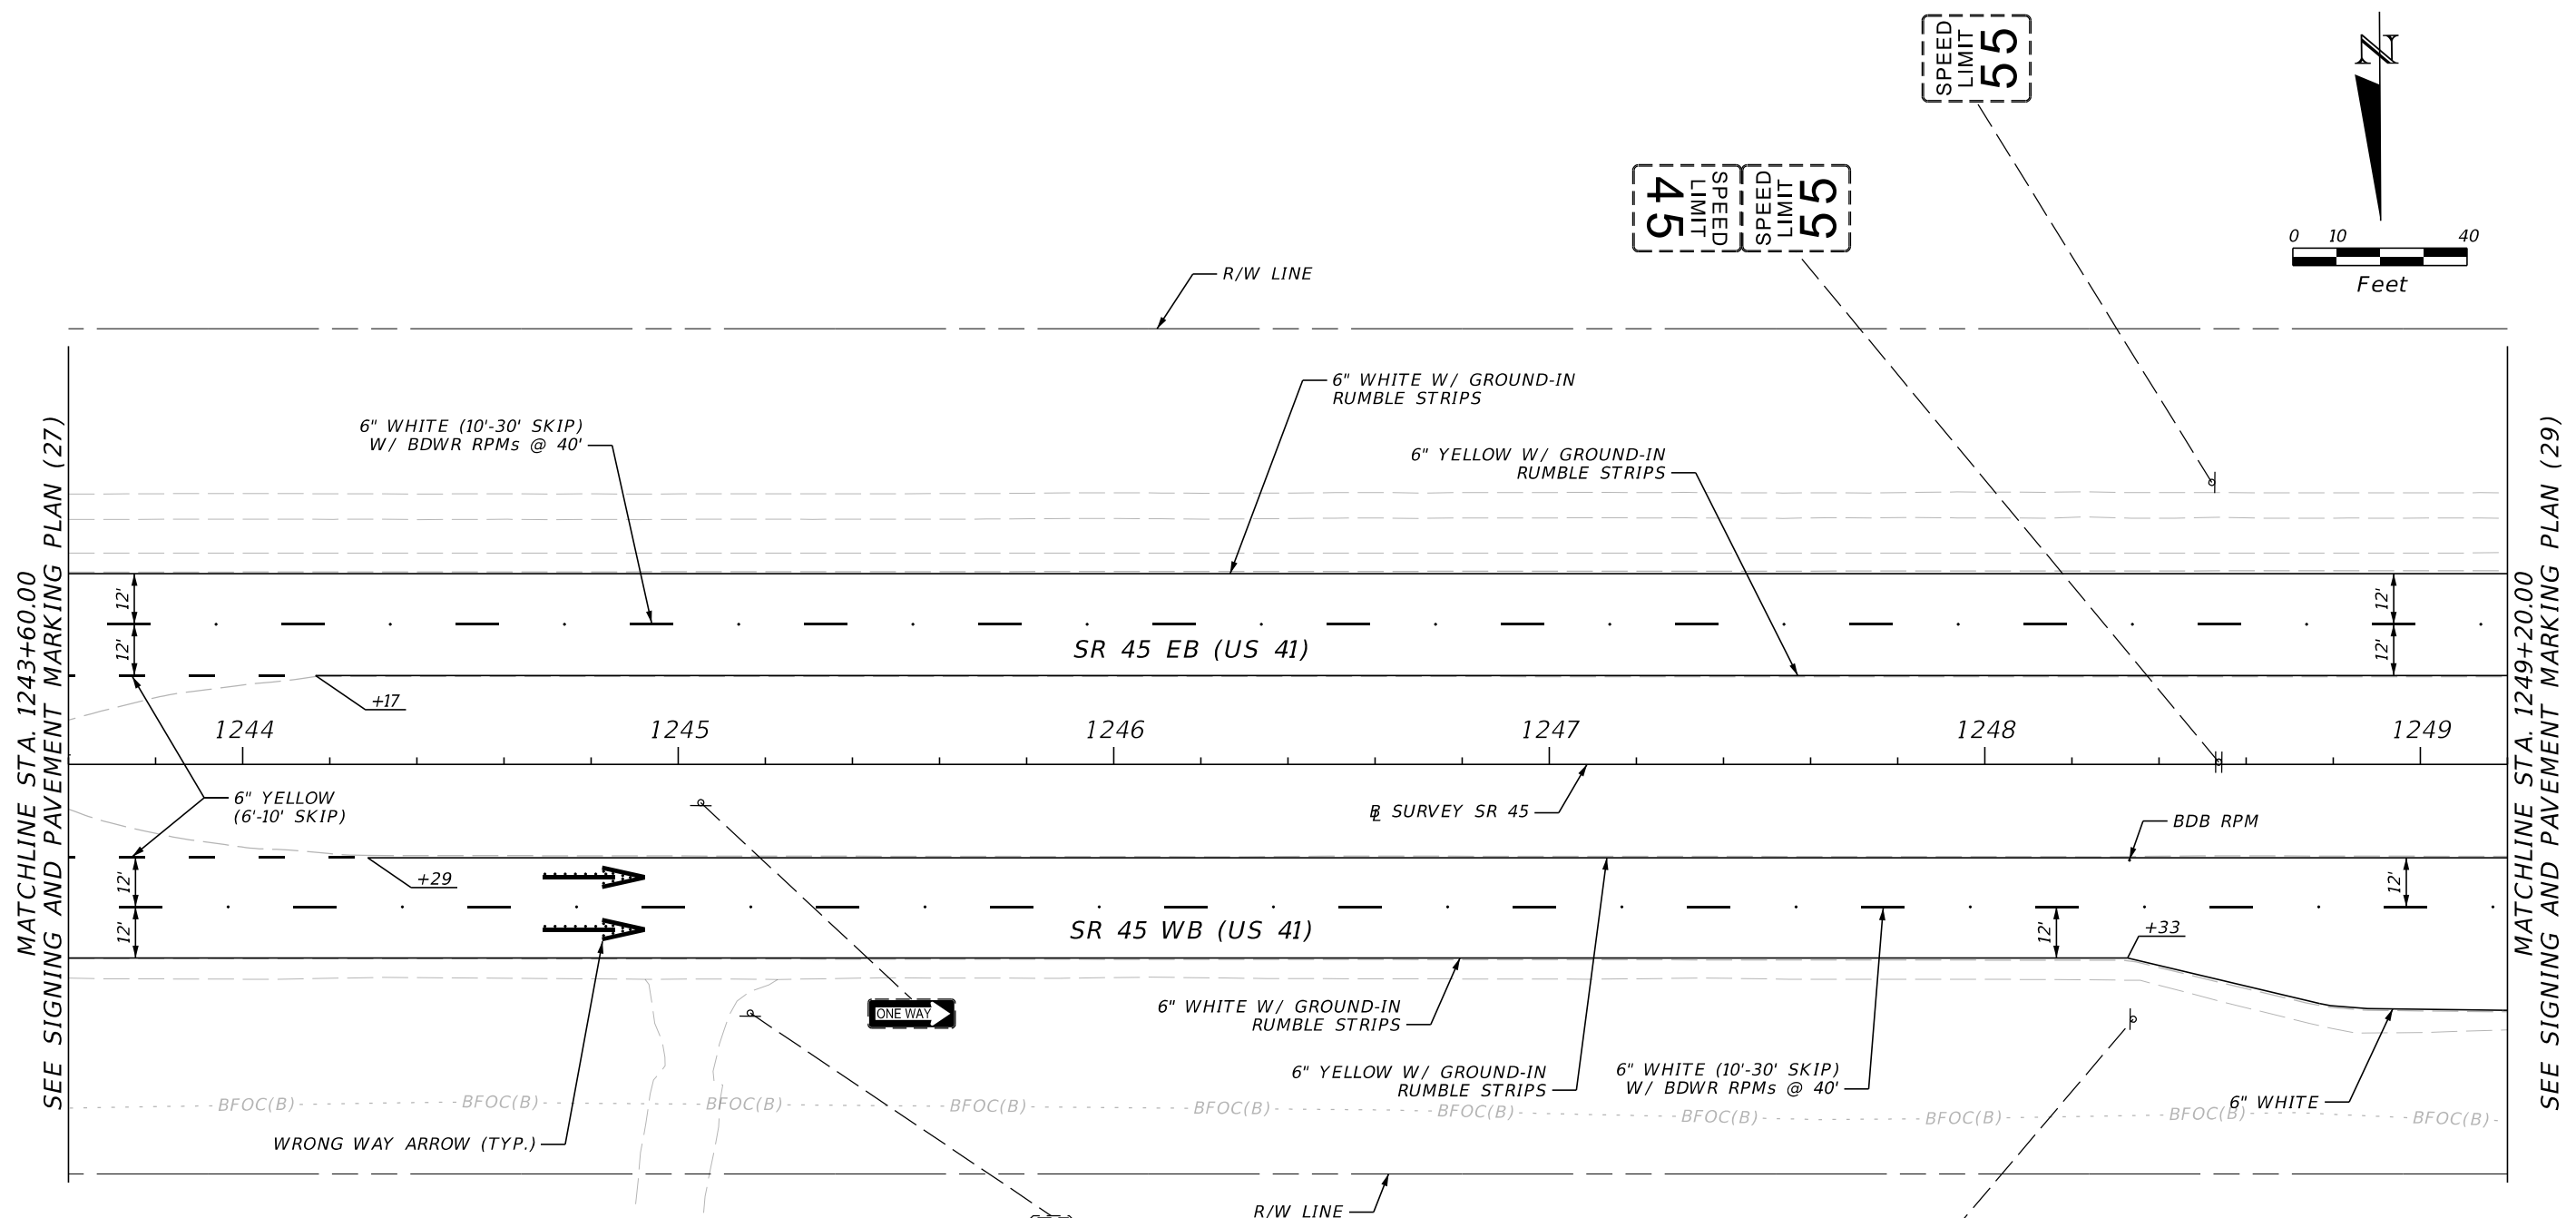 SPEED
LIMIT
55
N
SPEED
LIMIT
45
SPEED
LIMIT
55
0 10 40
Feet
R/W LINE
6" WHITE W/ GROUND-IN
RUMBLE STRIPS
6" WHITE (10'-30' SKIP)
W/ BDWR RPMs @ 40'
6" YELLOW W/ GROUND-IN
RUMBLE STRIPS
MATCHLINE STA. 1243+60.00
SEE SIGNING AND PAVEMENT MARKING PLAN (27)
MATCHLINE STA. 1249+20.00
SEE SIGNING AND PAVEMENT MARKING PLAN (29)
12'
12'
12'
12'
SR 45 EB (US 41)
+17
1244 1245 1246 1247 1248 1249
6" YELLOW
(6'-10' SKIP)
BL SURVEY SR 45
BDB RPM
+29
12'
12'
12'
12'
SR 45 WB (US 41)
+33
ONE WAY
6" WHITE W/ GROUND-IN
RUMBLE STRIPS
6" YELLOW W/ GROUND-IN
RUMBLE STRIPS
6" WHITE (10'-30' SKIP)
W/ BDWR RPMs @ 40'
6" WHITE
BFOC(B) BFOC(B) BFOC(B) BFOC(B) BFOC(B) BFOC(B) BFOC(B) BFOC(B) BFOC(B) BFOC(B)
WRONG WAY ARROW (TYP.)
R/W LINE